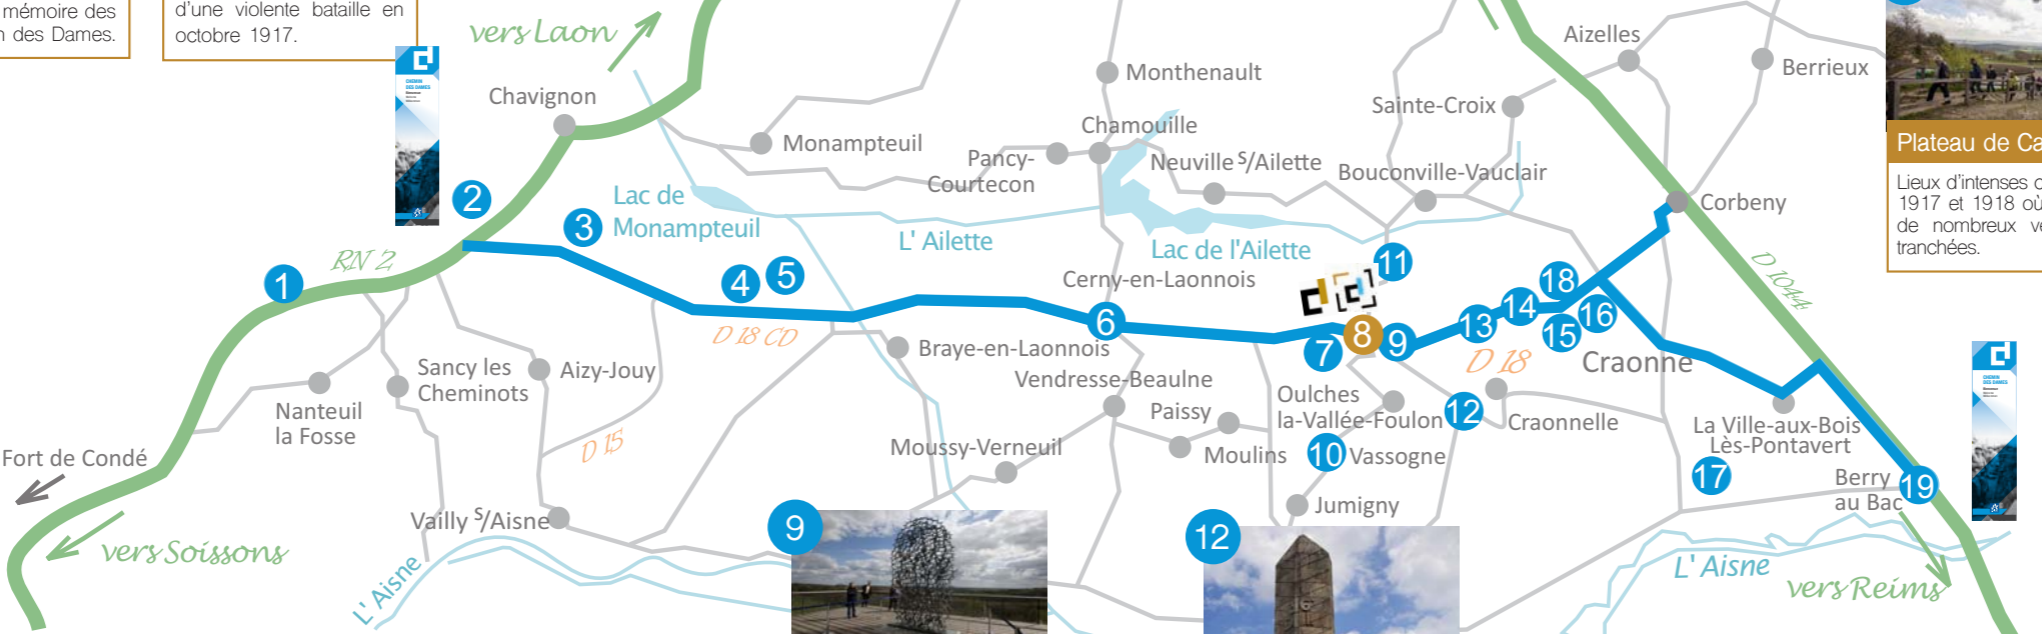 mémoire des
des Dames.
d'une violente bataille en
octobre 1917.
vers Laon
Aizelles
Berrieux
Monthenault
Chavignon
Sainte-Croix
Chamouille
Monampteuil
Pancy-
Courtecon
Neuville s/Ailette
Bouconville-Vauclair
Plateau de
Lieux d'intenses
1917 et 1918 où
de nombreux
tranchées.
CHEMIN
DES DAMES
2
3
Lac de
Monampteuil
Corbeny
L' Ailette
Lac de l'Ailette
RN 2
1
4
5
Cerny-en-Laonnois
11
D 1044
18
6
D 18 CD
7
8
9
13
14
15
16
D 18
Craonne
Braye-en-Laonnois
Sancy les
Cheminots
Aizy-Jouy
Vendresse-Beaulne
Nanteuil
la Fosse
Paissy
Oulches
la-Vallée-Foulon
12
Craonnelle
La Ville-aux-Bois
Lès-Pontavert
CHEMIN
DES DAMES
D 15
Fort de Condé
Moussy-Verneuil
Moulins
10
Vassogne
17
Berry
au Bac
19
Jumigny
Vailly s/Aisne
9
12
vers Soissons
L' Aisne
L' Aisne
vers Reims